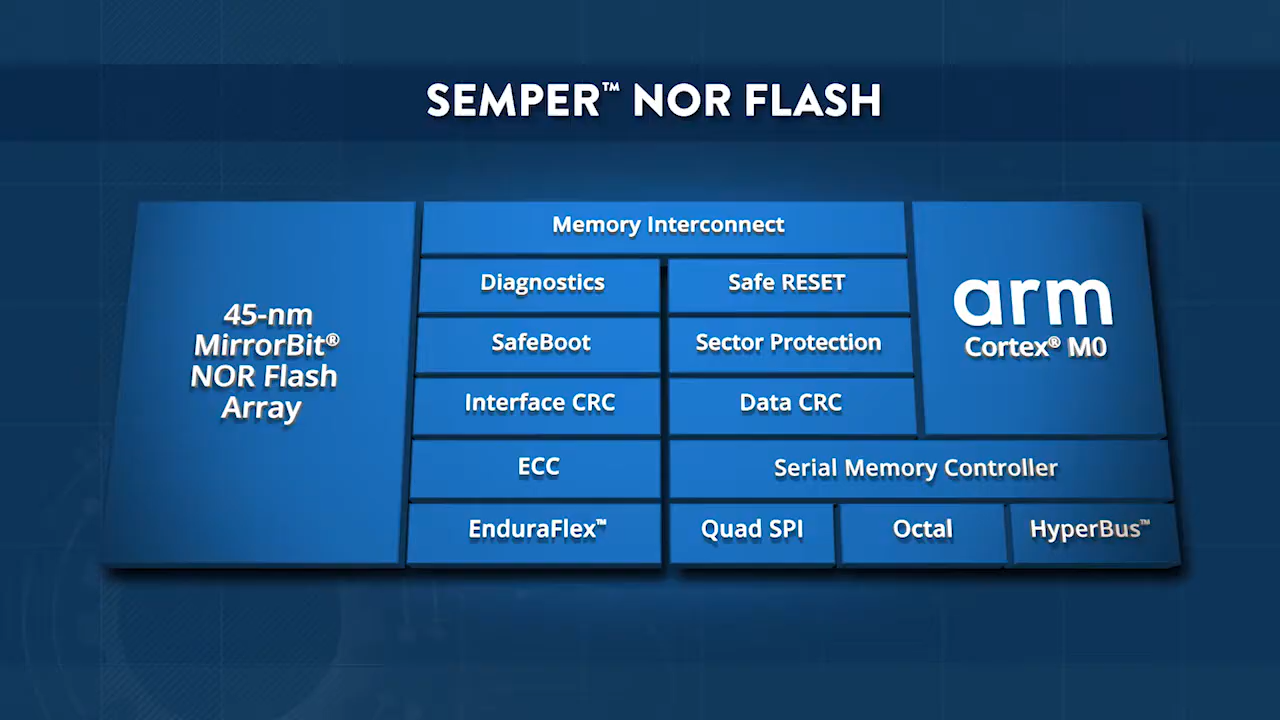 SEMPER™ NOR FLASH
45-nm
MirrorBit®
NOR Flash
Array
Memory Interconnect
Diagnostics
Safe RESET
SafeBoot
Sector Protection
Interface CRC
Data CRC
ECC
Serial Memory Controller
EnduraFlex™
Quad SPI
Octal
HyperBus™
arm
Cortex® M0